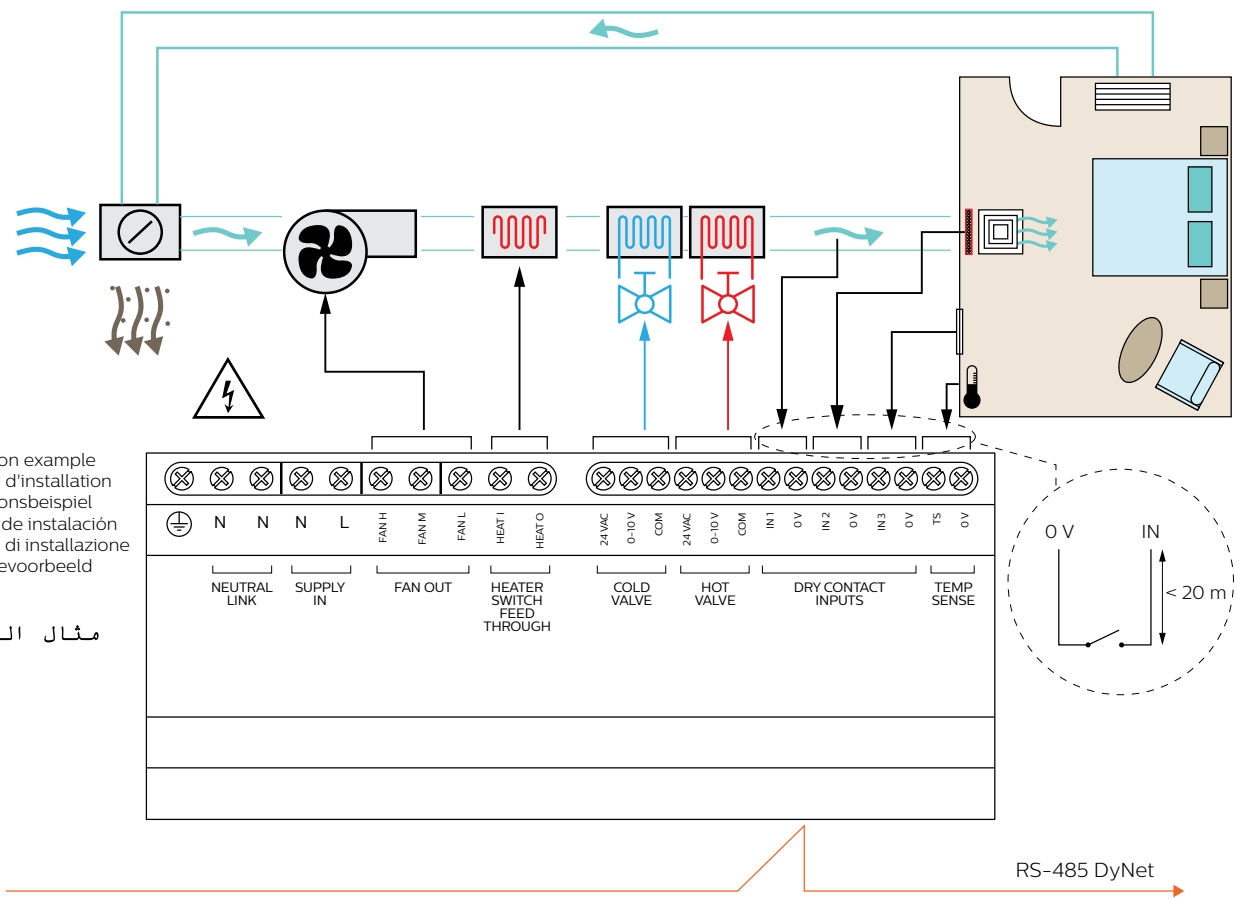 on example
d'installation
onsbeispiel
de instalación
di installazione
evoorbeeld
مثال ال
N N N L FAN H FAN M FAN L HEAT I HEAT O 24 VAC 0-10 V COM 24 VAC 0-10 V COM IN 1 0 V IN 2 0 V IN 3 0 V TS 0 V
NEUTRAL LINK
SUPPLY IN
FAN OUT
HEATER SWITCH FEED THROUGH
COLD VALVE
HOT VALVE
DRY CONTACT INPUTS
TEMP SENSE
0 V IN
< 20 m
RS-485 DyNet